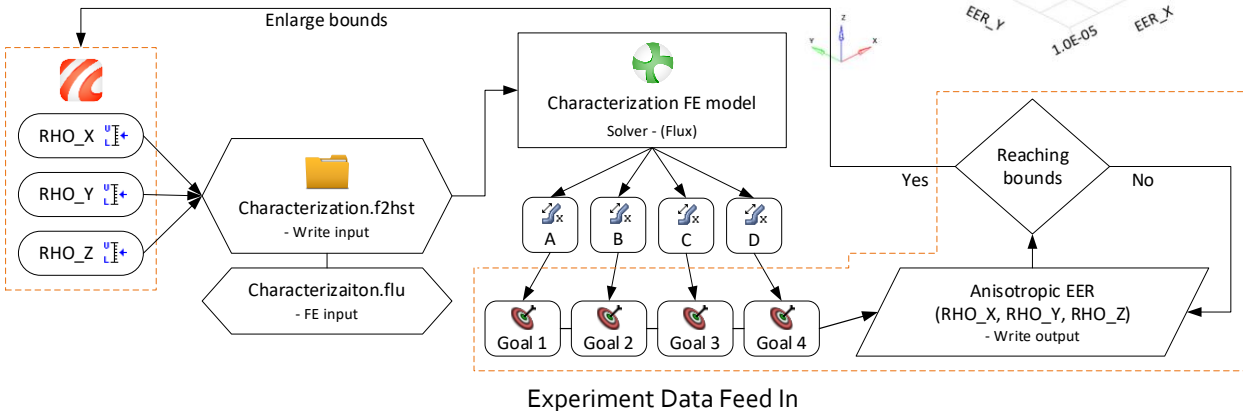 Enlarge bounds
EER_Y
1.0E-05
EER_X
Z
Y
X
RHO_X
U
L
RHO_Y
U
L
RHO_Z
U
L
Characterization.f2hst
- Write input
Characterizaiton.flu
- FE input
Characterization FE model
Solver - (Flux)
x
A
x
B
x
C
x
D
Goal 1
Goal 2
Goal 3
Goal 4
Reaching
bounds
Yes
No
Anisotropic EER
(RHO_X, RHO_Y, RHO_Z)
- Write output
Experiment Data Feed In